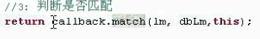 //3: 判断是否匹配
return callback.match(lm, dbLm,this);